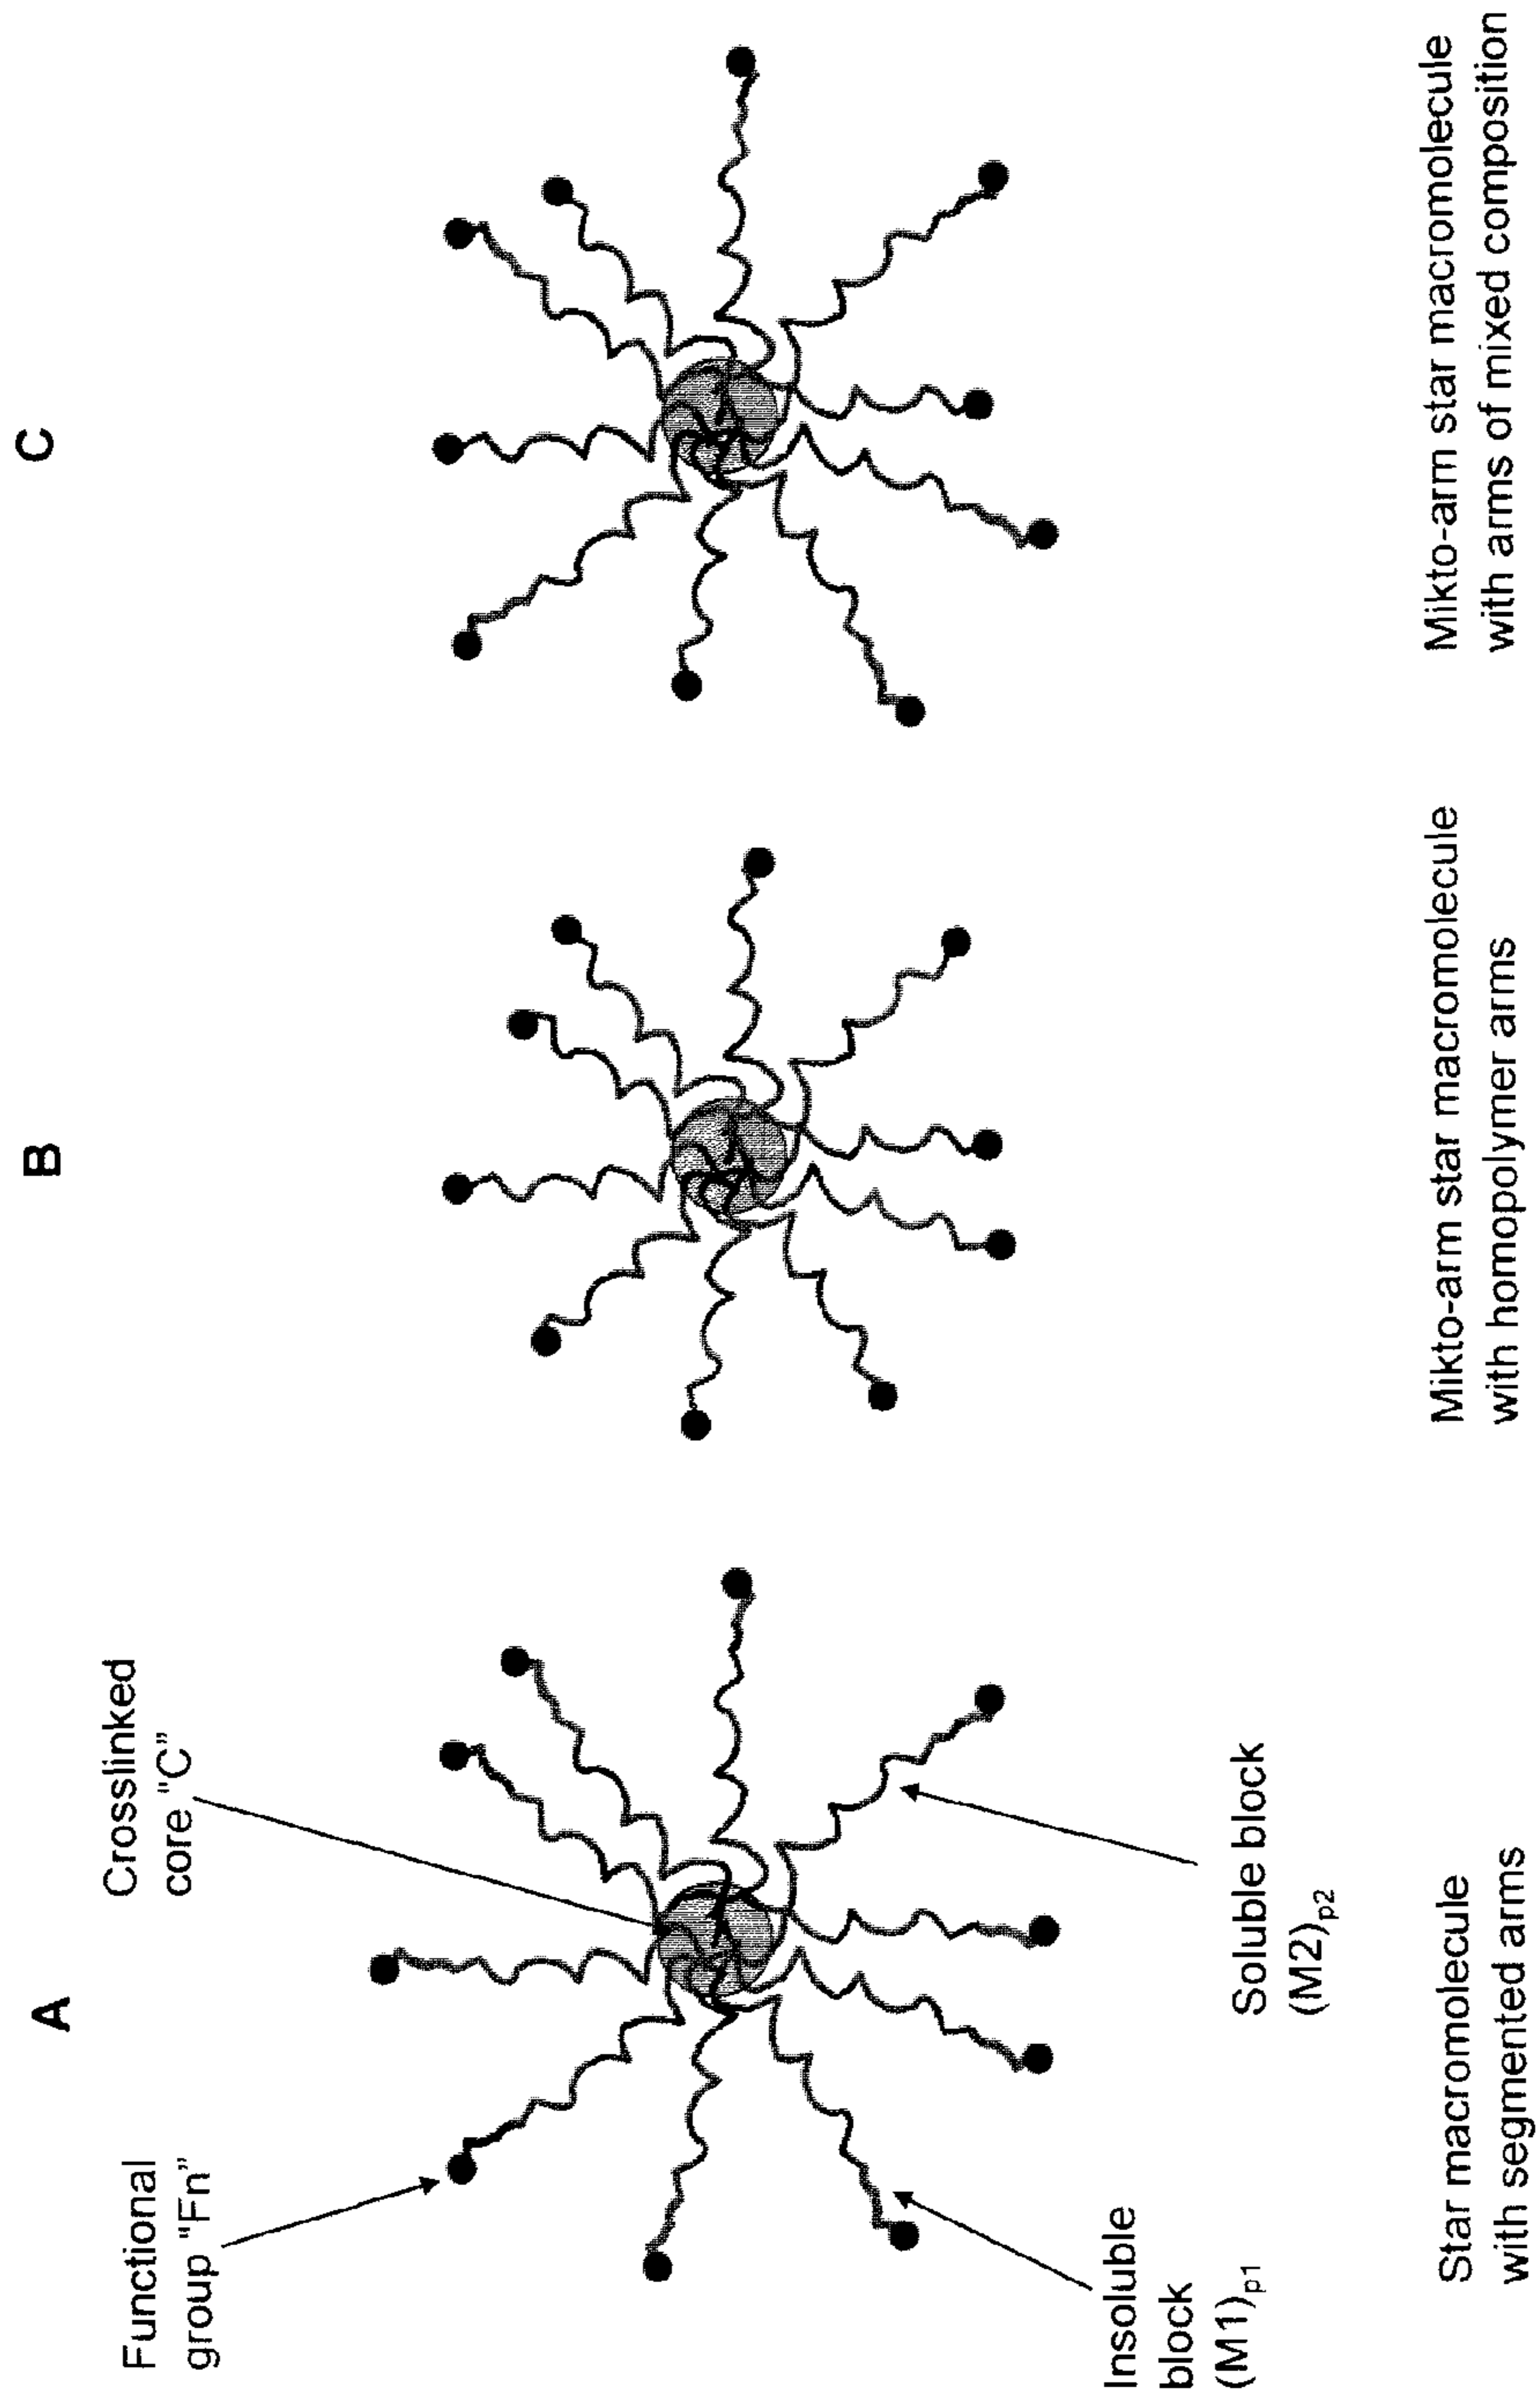 A
Functional
group "Fn"
Crosslinked
core "C"
Insoluble
block
(M1)p1
Soluble block
(M2)p2
Star macromolecule
with segmented arms
B
Mikto-arm star macromolecule
with homopolymer arms
C
Mikto-arm star macromolecule
with arms of mixed composition